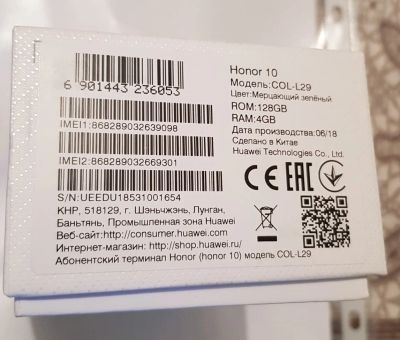 6 901443 236053
IMEI1:868289032639098
IMEI2:868289032669301
S/N:UEEDU18531001654
Honor 10
Модель:COL-L29
Цвет:Мерцающий зелёный
ROM:128GB
RAM:4GB
Дата производства:06/18
Сделано в Китае
Huawei Technologies Co., Ltd.
CE EAC
КНР, 518129, г. Шэньчжэнь, Лунган,
Баньтянь, Промышленная зона Huawei
Веб-сайт:http://consumer.huawei.com
Интернет-магазин: http://shop.huawei.ru/
Абонентский терминал Honor (honor 10) модель COL-L29